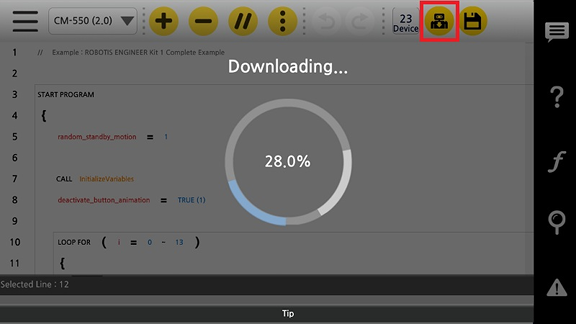 CM-550 (2.0)
23
Device
1 // Example : ROBOTIS ENGINEER Kit 1 Complete Example
2
Downloading...
3 START PROGRAM
4 {
5 random_standby_motion = 1
6
28.0%
7 CALL initializeVariables
8 deactivate_button_animation = TRUE (1)
9
10 LOOP FOR ( i = 0 ~ 13 )
11 {
Selected Line : 12
Tip